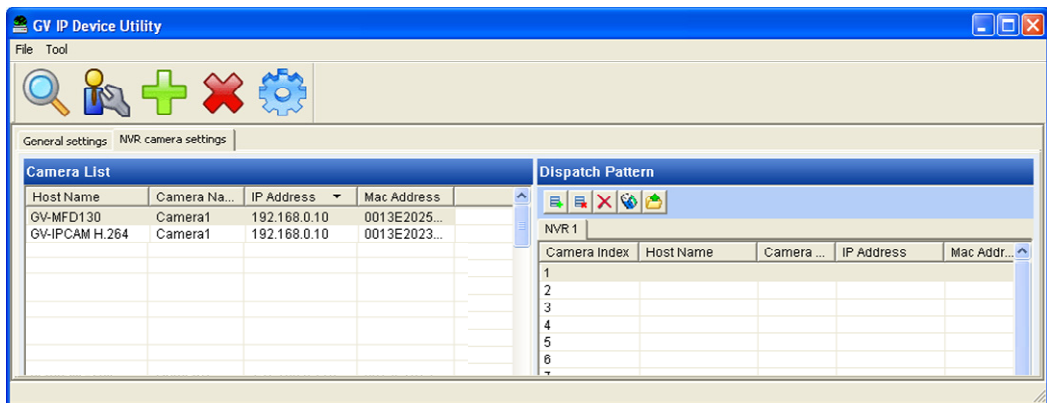 GV IP Device Utility
File Tool
General settings NVR camera settings
Camera List
Host Name Camera Na... IP Address Mac Address
GV-MFD130 Camera1 192.168.0.10 0013E2025...
GV-IPCAM H.264 Camera1 192.168.0.10 0013E2023...
DIspatch Pattern
NVR 1
Camera Index Host Name Camera ... IP Address Mac Addr...
1
2
3
4
5
6